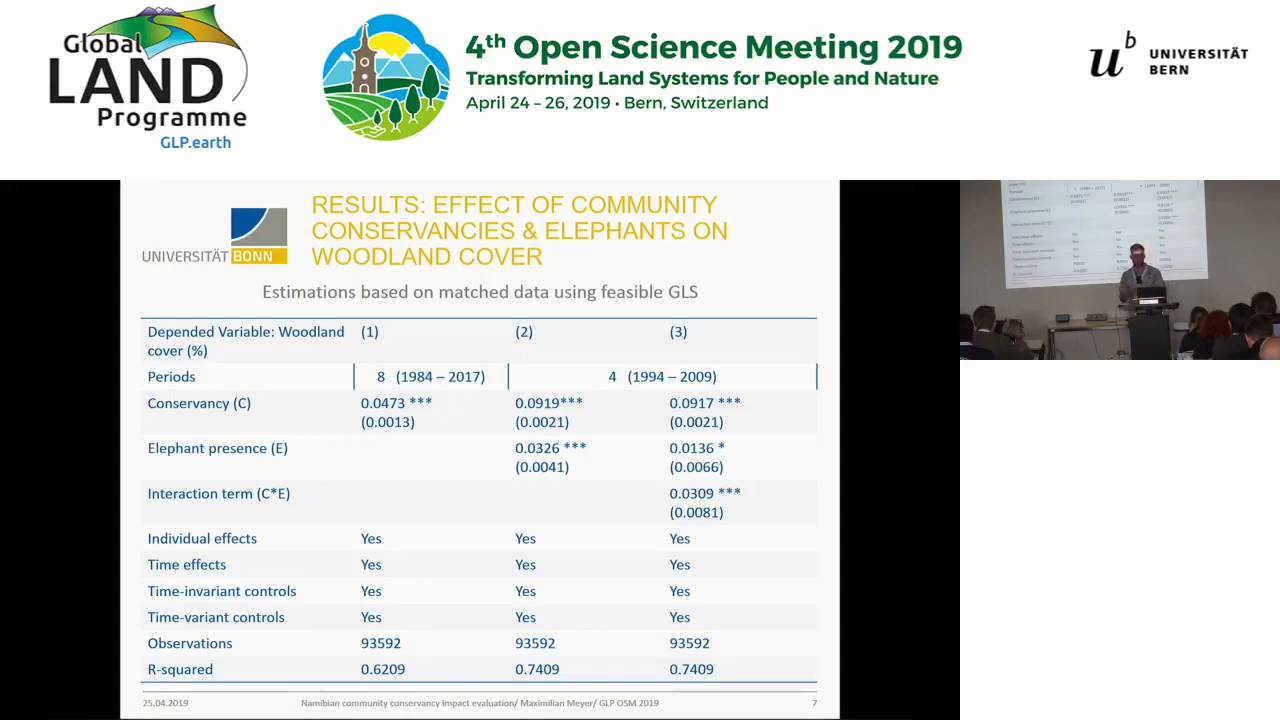 Global
LAND
Programme
GLP.earth
4th Open Science Meeting 2019
Transforming Land Systems for People and Nature
April 24 – 26, 2019 • Bern, Switzerland
u b
UNIVERSITÄT
BERN
UNIVERSITÄT BONN
RESULTS: EFFECT OF COMMUNITY
CONSERVANCIES & ELEPHANTS ON
WOODLAND COVER
Estimations based on matched data using feasible GLS
Depended Variable: Woodland
cover (%)
(1) (2) (3)
Periods 8 (1984 – 2017) 4 (1994 – 2009)
Conservancy (C) 0.0473 *** 0.0919*** 0.0917 ***
(0.0013) (0.0021) (0.0021)
Elephant presence (E) 0.0326 *** 0.0136 *
(0.0041) (0.0066)
Interaction term (C*E) 0.0309 ***
(0.0081)
Individual effects Yes Yes Yes
Time effects Yes Yes Yes
Time-invariant controls Yes Yes Yes
Time-variant controls Yes Yes Yes
Observations 93592 93592 93592
R-squared 0.6209 0.7409 0.7409
25.04.2019 Namibian community conservancy impact evaluation/ Maximilian Meyer/ GLP OSM 2019 7